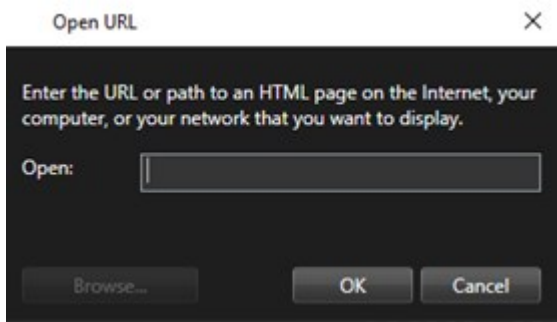 Open URL
Enter the URL or path to an HTML page on the Internet, your
computer, or your network that you want to display.
Open:
Browse...
OK
Cancel